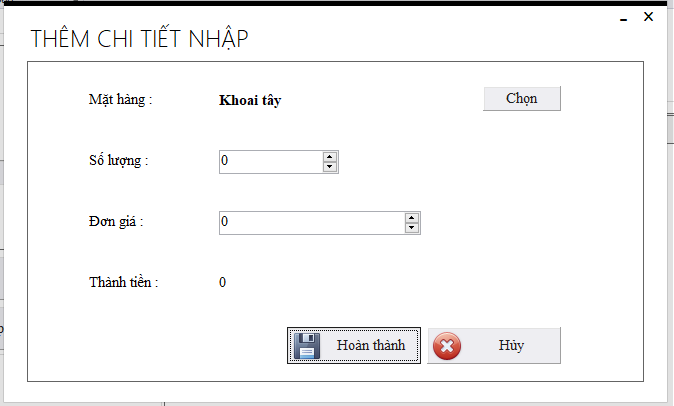 THÊM CHI TIẾT NHẬP
Mặt hàng : Khoai tây Chọn
Số lượng : 0
Đơn giá : 0
Thành tiền : 0
Hoàn thành Hủy